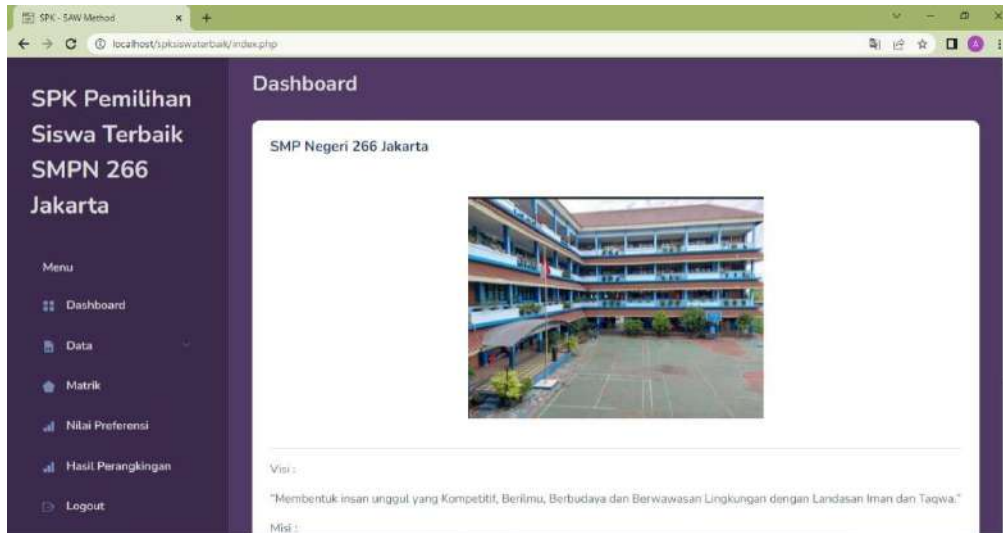 SPK - SAW Method
localhost/spksiswaterbaik/index.php
SPK Pemilihan
Siswa Terbaik
SMPN 266
Jakarta
Menu
Dashboard
Data
Matrik
Nilai Preferensi
Hasil Perangkingan
Logout
Dashboard
SMP Negeri 266 Jakarta
Visi :
"Membentuk insan unggul yang Kompetitif, Berilmu, Berbudaya dan Berwawasan Lingkungan dengan Landasan Iman dan Taqwa."
Misi :